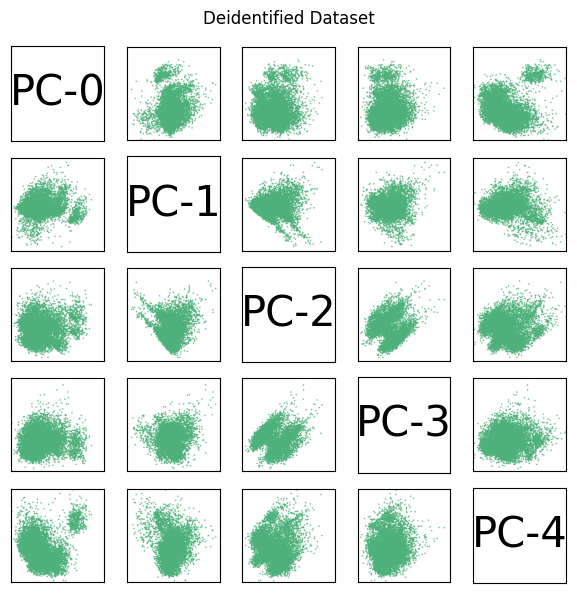 Deidentified Dataset
PC-0
PC-1
PC-2
PC-3
PC-4